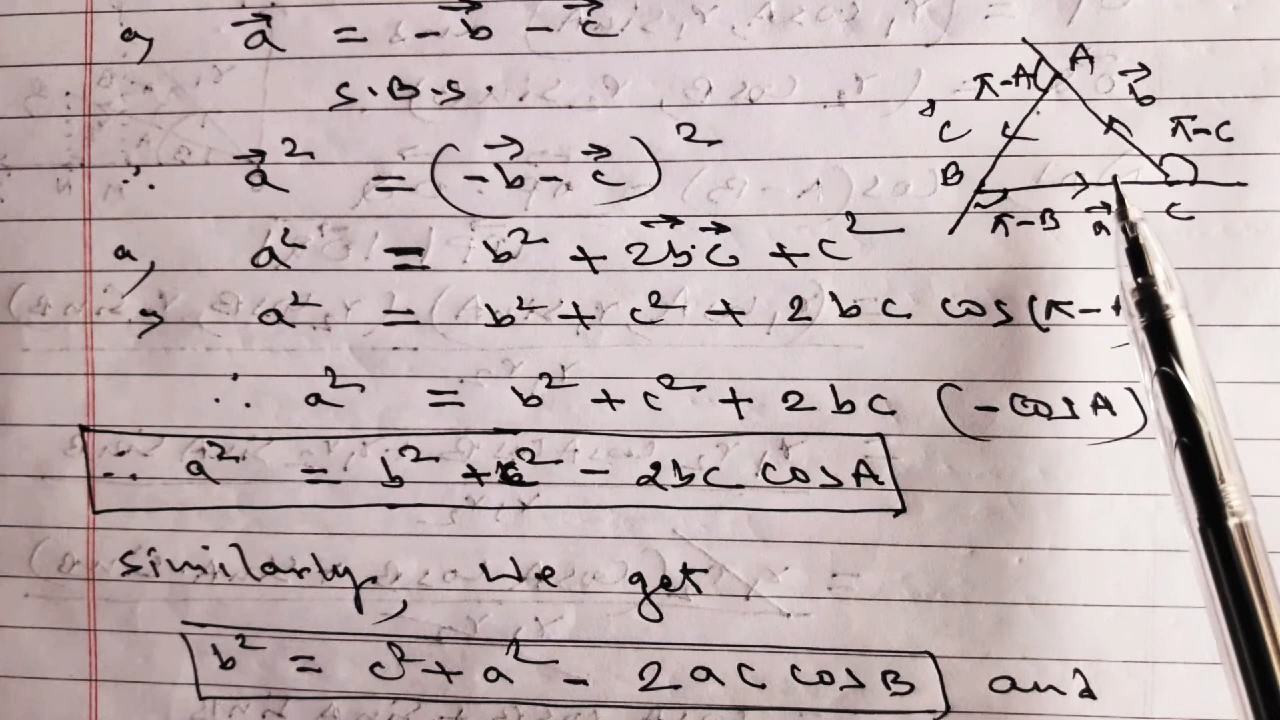 a, a⃗ = -b⃗ - c⃗
S.B.S.
∴ a⃗² = (-b⃗ - c⃗)²
a, a² = b² + 2b⃗c⃗ + c²
a² = b² + c² + 2bc cos(π-
∴ a² = b² + c² + 2bc (-cosA)
∴ a² = b² + c² - 2bc cosA
similarly, we get
b² = c² + a² - 2ac cosB and
A
π-A
b⃗
c
π-C
B
π-B
a⃗
C